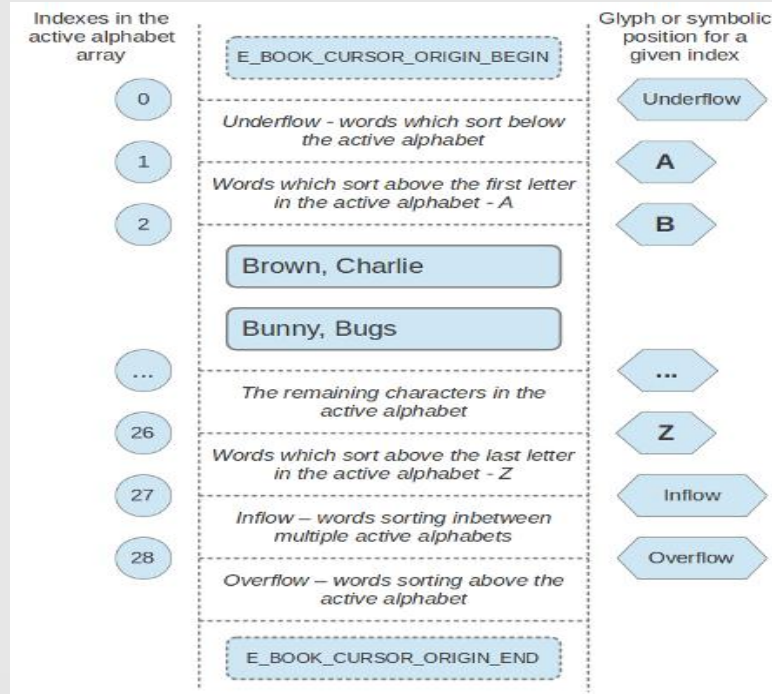 Indexes in the
active alphabet
array
Glyph or symbolic
position for a
given index
E_BOOK_CURSOR_ORIGIN_BEGIN
0
Underflow
Underflow - words which sort below
the active alphabet
1
A
Words which sort above the first letter
in the active alphabet - A
2
B
Brown, Charlie
Bunny, Bugs
...
...
The remaining characters in the
active alphabet
26
Z
Words which sort above the last letter
in the active alphabet - Z
27
Inflow
Inflow – words sorting inbetween
multiple active alphabets
28
Overflow
Overflow – words sorting above the
active alphabet
E_BOOK_CURSOR_ORIGIN_END